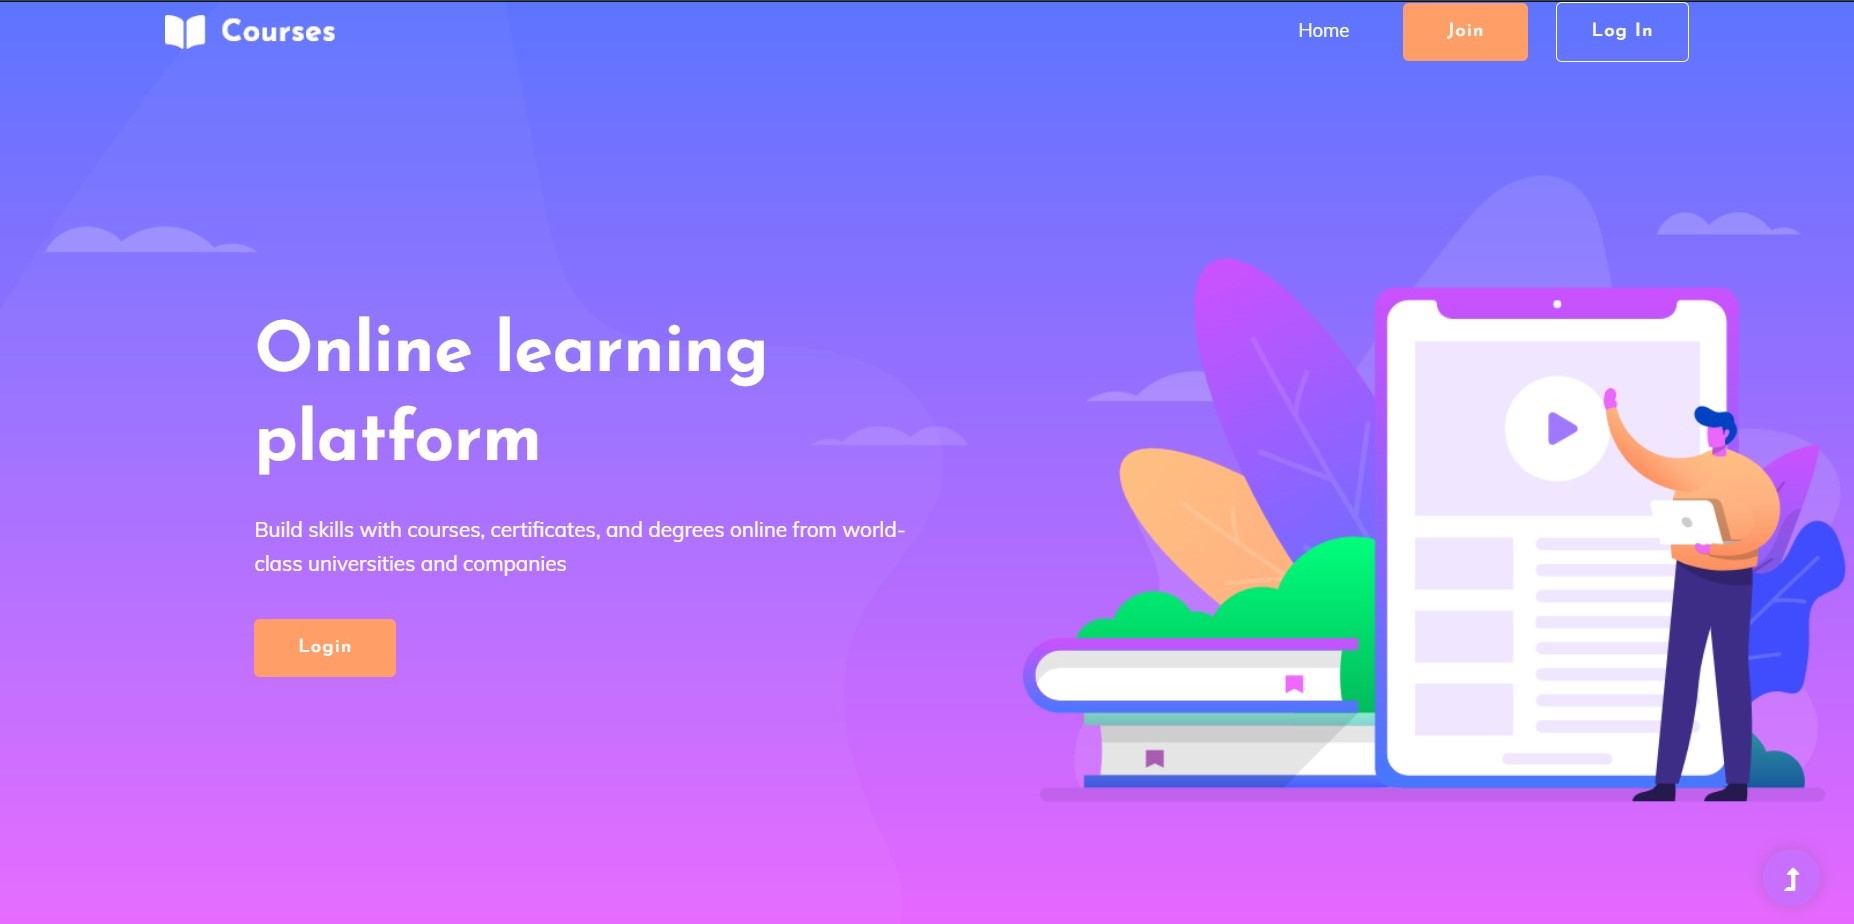 Courses
Home
Join
Log In
Online learning
platform
Build skills with courses, certificates, and degrees online from world-
class universities and companies
Login